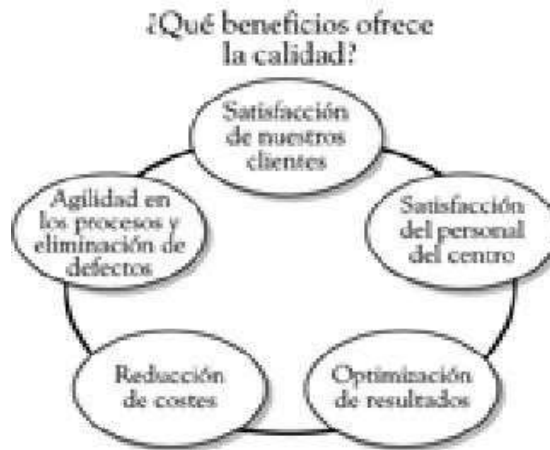 ¿Qué beneficios ofrece
la calidad?
Satisfacción
de nuestros
clientes
Agilidad en
los procesos y
eliminación de
defectos
Satisfacción
del personal
del centro
Reducción
de costes
Optimización
de resultados